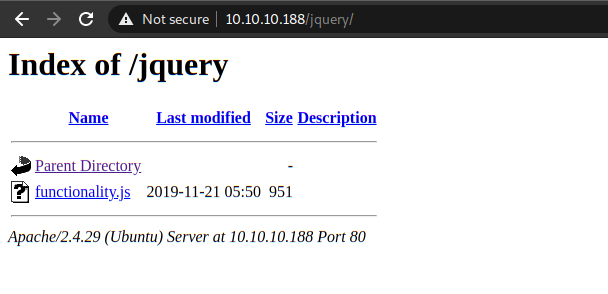 Not secure 10.10.10.188/jquery/
Index of /jquery
Name Last modified Size Description
Parent Directory -
functionality.js 2019-11-21 05:50 951
Apache/2.4.29 (Ubuntu) Server at 10.10.10.188 Port 80